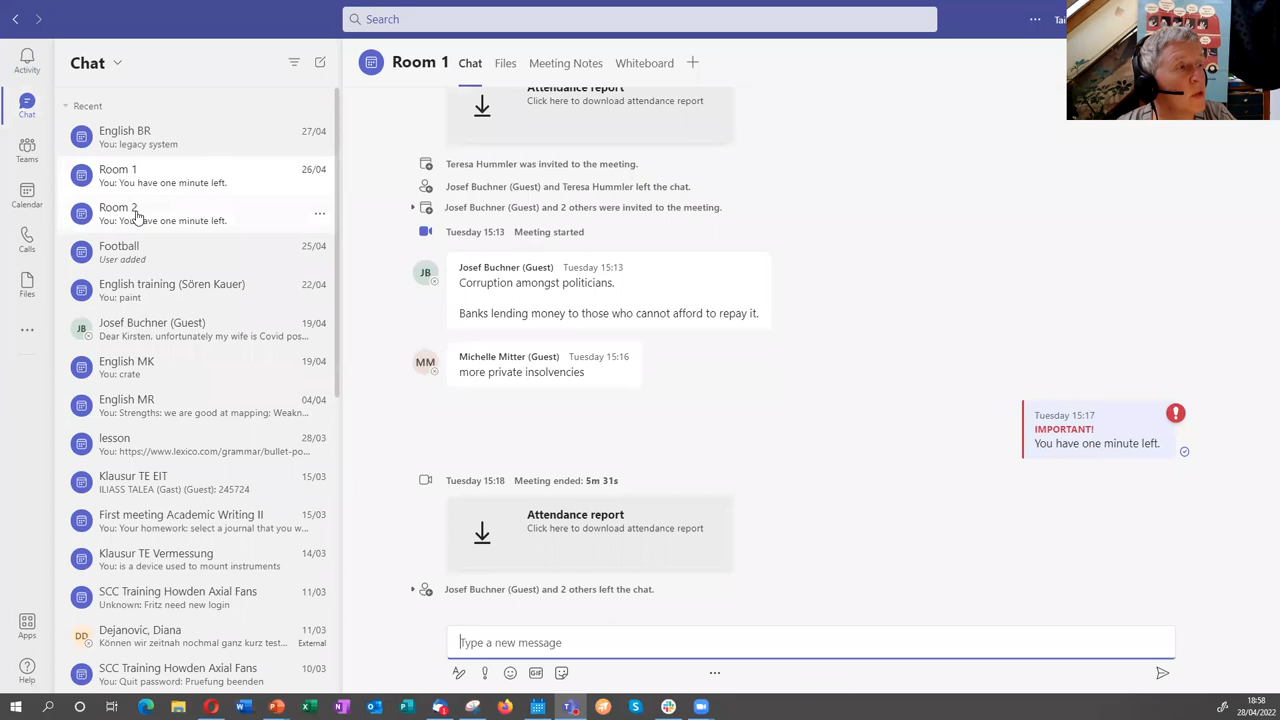 Search
Tai
Activity
Chat
Teams
Calendar
Calls
Files
Apps
Help
Chat
Recent
English BR 27/04
You: legacy system
Room 1 26/04
You: You have one minute left.
Room 2
You: You have one minute left.
Football 25/04
User added
English training (Sören Kauer) 22/04
You: paint
JB Josef Buchner (Guest) 19/04
Dear Kirsten, unfortunately my wife is Covid pos...
English MK 19/04
You: crate
English MR 04/04
You: Strengths: we are good at mapping; Weakn...
lesson 28/03
You: https://www.lexico.com/grammar/bullet-po...
Klausur TE EIT 15/03
ILIASS TALEA (Gast) (Guest): 245724
First meeting Academic Writing II 15/03
You: Your homework: select a journal that you w...
Klausur TE Vermessung 14/03
You: is a device used to mount instruments
SCC Training Howden Axial Fans 11/03
Unknown: Fritz need new login
DD Dejanovic, Diana 11/03
Können wir zeitnah nochmal ganz kurz test... External
SCC Training Howden Axial Fans 10/03
You: Quit password: Pruefung beenden
Room 1 Chat Files Meeting Notes Whiteboard
Attendance report
Click here to download attendance report
Teresa Hummler was invited to the meeting.
Josef Buchner (Guest) and Teresa Hummler left the chat.
Josef Buchner (Guest) and 2 others were invited to the meeting.
Tuesday 15:13 Meeting started
JB Josef Buchner (Guest) Tuesday 15:13
Corruption amongst politicians.
Banks lending money to those who cannot afford to repay it.
MM Michelle Mitter (Guest) Tuesday 15:16
more private insolvencies
Tuesday 15:17
IMPORTANT!
You have one minute left.
Tuesday 15:18 Meeting ended: 5m 31s
Attendance report
Click here to download attendance report
Josef Buchner (Guest) and 2 others left the chat.
Type a new message
GIF
18:58
28/04/2022